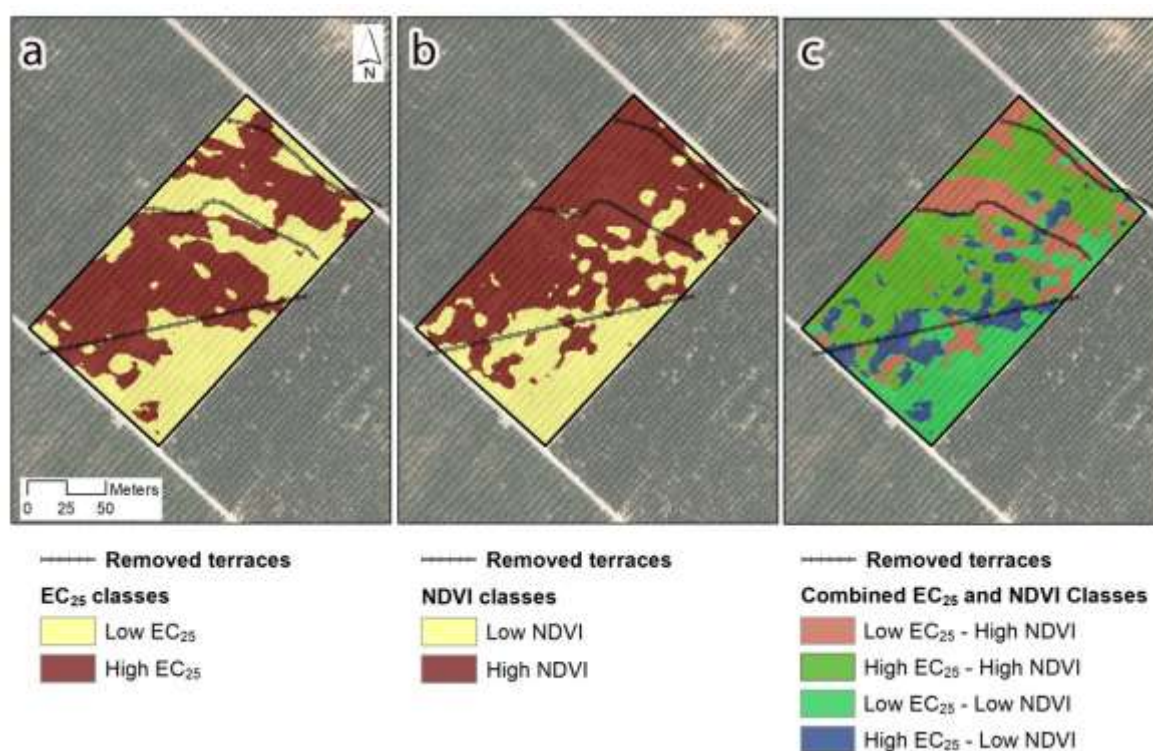 a
N
b
c
Meters
0 25 50
Removed terraces
EC₂₅ classes
Low EC₂₅
High EC₂₅
Removed terraces
NDVI classes
Low NDVI
High NDVI
Removed terraces
Combined EC₂₅ and NDVI Classes
Low EC₂₅ - High NDVI
High EC₂₅ - High NDVI
Low EC₂₅ - Low NDVI
High EC₂₅ - Low NDVI